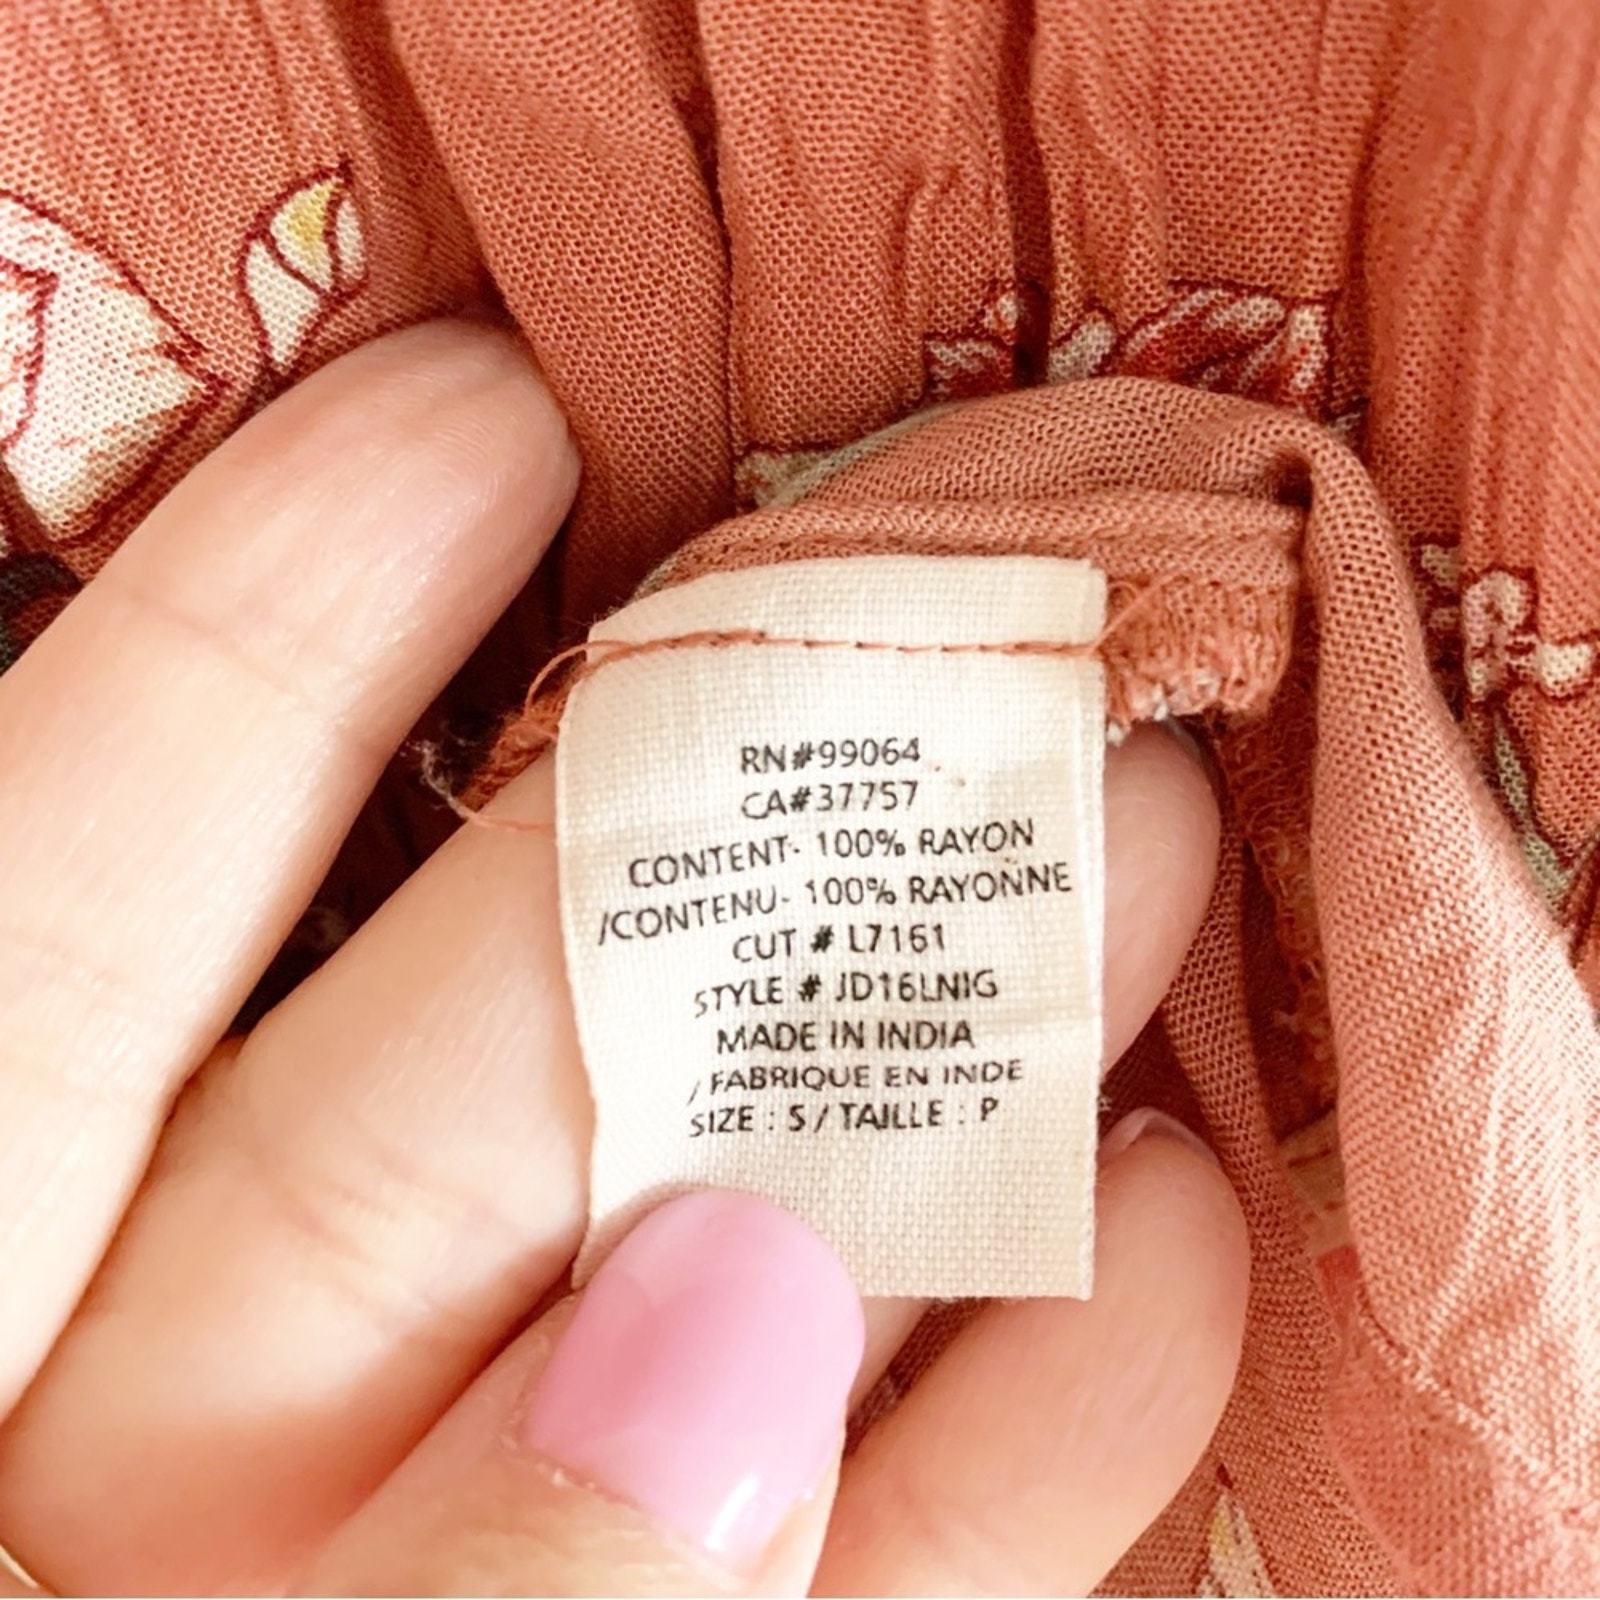 RN#99064
CA#37757
CONTENT- 100% RAYON
/CONTENU- 100% RAYONNE
CUT # L7161
STYLE # JD16LNIG
MADE IN INDIA
/ FABRIQUE EN INDE
SIZE : S / TAILLE : P